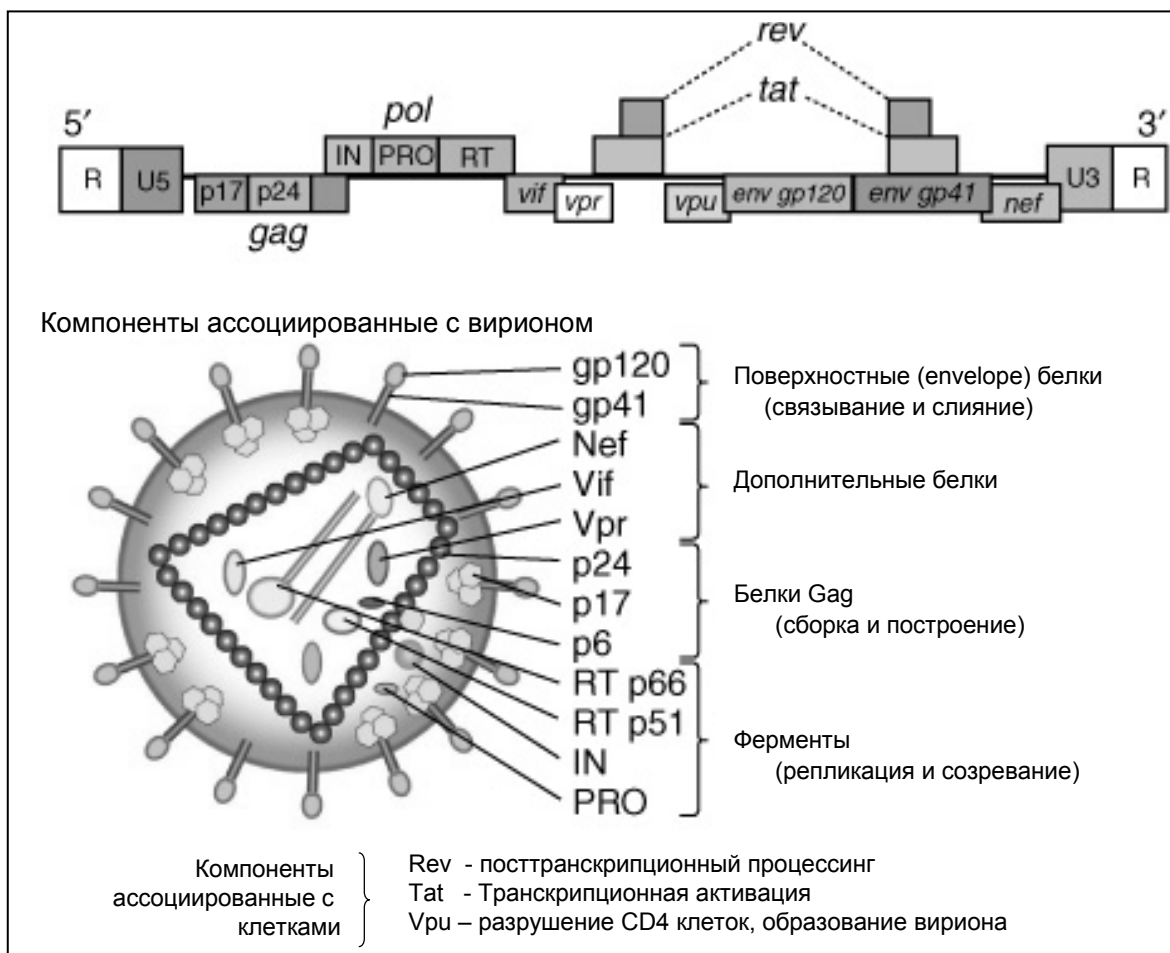 rev
tat
pol
5′
3′
IN PRO RT
R U5 p17 p24 vif vpr vpu env gp120 env gp41 nef U3 R
gag
Компоненты ассоциированные с вирионом
gp120
gp41
Поверхностные (envelope) белки
(связывание и слияние)
Nef
Vif
Vpr
Дополнительные белки
p24
p17
p6
Белки Gag
(сборка и построение)
RT p66
RT p51
IN
PRO
Ферменты
(репликация и созревание)
Компоненты
ассоциированные с
клетками
Rev - посттранскрипционный процессинг
Tat - Транскрипционная активация
Vpu – разрушение CD4 клеток, образование вириона